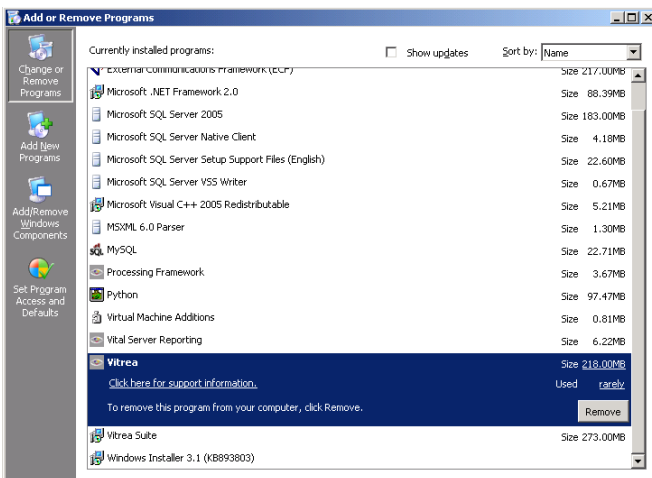 Add or Remove Programs
Change or
Remove
Programs
Add New
Programs
Add/Remove
Windows
Components
Set Program
Access and
Defaults
Currently installed programs:
Show updates
Sort by: Name
External Communications Framework (ECF) Size 217.00MB
Microsoft .NET Framework 2.0 Size 88.39MB
Microsoft SQL Server 2005 Size 183.00MB
Microsoft SQL Server Native Client Size 4.18MB
Microsoft SQL Server Setup Support Files (English) Size 22.60MB
Microsoft SQL Server VSS Writer Size 0.67MB
Microsoft Visual C++ 2005 Redistributable Size 5.21MB
MSXML 6.0 Parser Size 1.30MB
MySQL Size 22.71MB
Processing Framework Size 3.67MB
Python Size 97.47MB
Virtual Machine Additions Size 0.81MB
Vital Server Reporting Size 6.22MB
Vitrea Size 218.00MB
Click here for support information. Used rarely
To remove this program from your computer, click Remove. Remove
Vitrea Suite Size 273.00MB
Windows Installer 3.1 (KB893803)